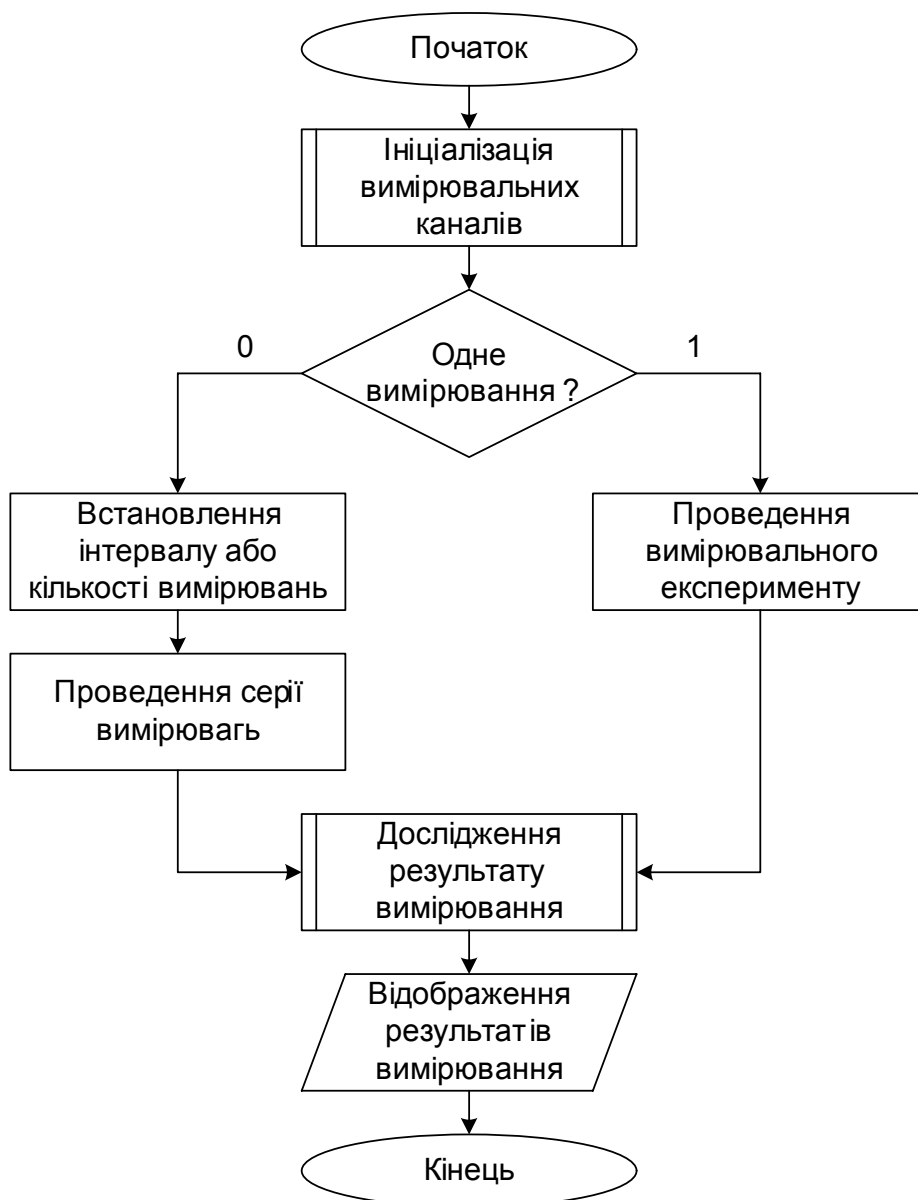 Початок
Ініціалізація
вимірювальних
каналів
0
1
Одне
вимірювання ?
Встановлення
інтервалу або
кількості вимірювань
Проведення
вимірювального
експерименту
Проведення серії
вимірювагь
Дослідження
результату
вимірювання
Відображення
результатів
вимірювання
Кінець